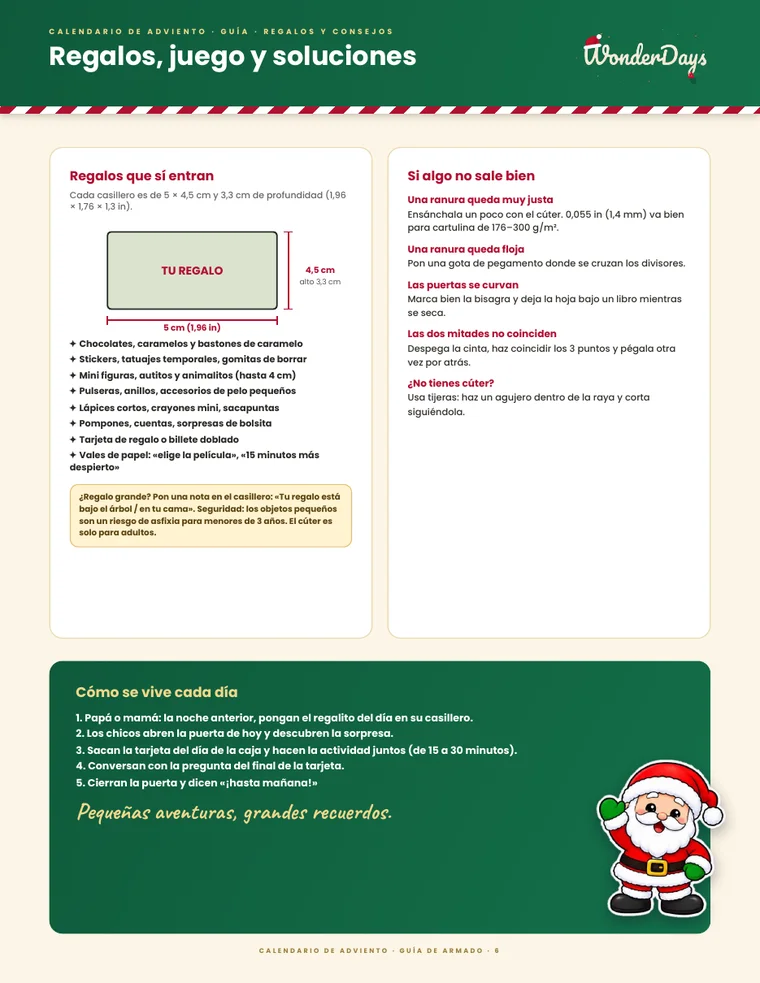 CALENDARIO DE ADVIENTO · GUÍA · REGALOS Y CONSEJOS
Regalos, juego y soluciones
WonderDays
Regalos que sí entran
Cada casillero es de 5 × 4,5 cm y 3,3 cm de profundidad (1,96
× 1,76 × 1,3 in).
TU REGALO
4,5 cm
alto 3,3 cm
5 cm (1,96 in)
✦ Chocolates, caramelos y bastones de caramelo
✦ Stickers, tatuajes temporales, gomitas de borrar
✦ Mini figuras, autitos y animalitos (hasta 4 cm)
✦ Pulseras, anillos, accesorios de pelo pequeños
✦ Lápices cortos, crayones mini, sacapuntas
✦ Pompones, cuentas, sorpresas de bolsita
✦ Tarjeta de regalo o billete doblado
✦ Vales de papel: «elige la película», «15 minutos más
despierto»
¿Regalo grande? Pon una nota en el casillero: «Tu regalo está
bajo el árbol / en tu cama». Seguridad: los objetos pequeños
son un riesgo de asfixia para menores de 3 años. El cúter es
solo para adultos.
Si algo no sale bien
Una ranura queda muy justa
Ensánchala un poco con el cúter. 0,055 in (1,4 mm) va bien
para cartulina de 176–300 g/m².
Una ranura queda floja
Pon una gota de pegamento donde se cruzan los divisores.
Las puertas se curvan
Marca bien la bisagra y deja la hoja bajo un libro mientras
se seca.
Las dos mitades no coinciden
Despega la cinta, haz coincidir los 3 puntos y pégala otra
vez por atrás.
¿No tienes cúter?
Usa tijeras: haz un agujero dentro de la raya y corta
siguiéndola.
Cómo se vive cada día
1. Papá o mamá: la noche anterior, pongan el regalito del día en su casillero.
2. Los chicos abren la puerta de hoy y descubren la sorpresa.
3. Sacan la tarjeta del día de la caja y hacen la actividad juntos (de 15 a 30 minutos).
4. Conversan con la pregunta del final de la tarjeta.
5. Cierran la puerta y dicen «¡hasta mañana!»
Pequeñas aventuras, grandes recuerdos.
CALENDARIO DE ADVIENTO · GUÍA DE ARMADO · 6